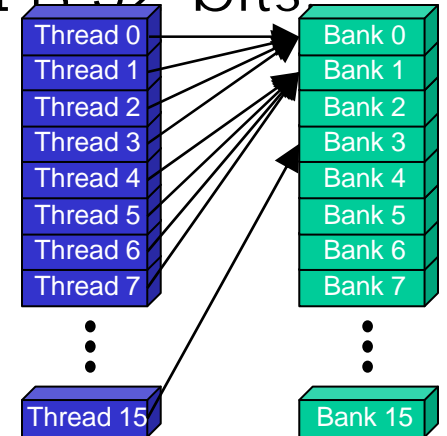 bits
Thread 0
Thread 1
Thread 2
Thread 3
Thread 4
Thread 5
Thread 6
Thread 7
Thread 15
Bank 0
Bank 1
Bank 2
Bank 3
Bank 4
Bank 5
Bank 6
Bank 7
Bank 15